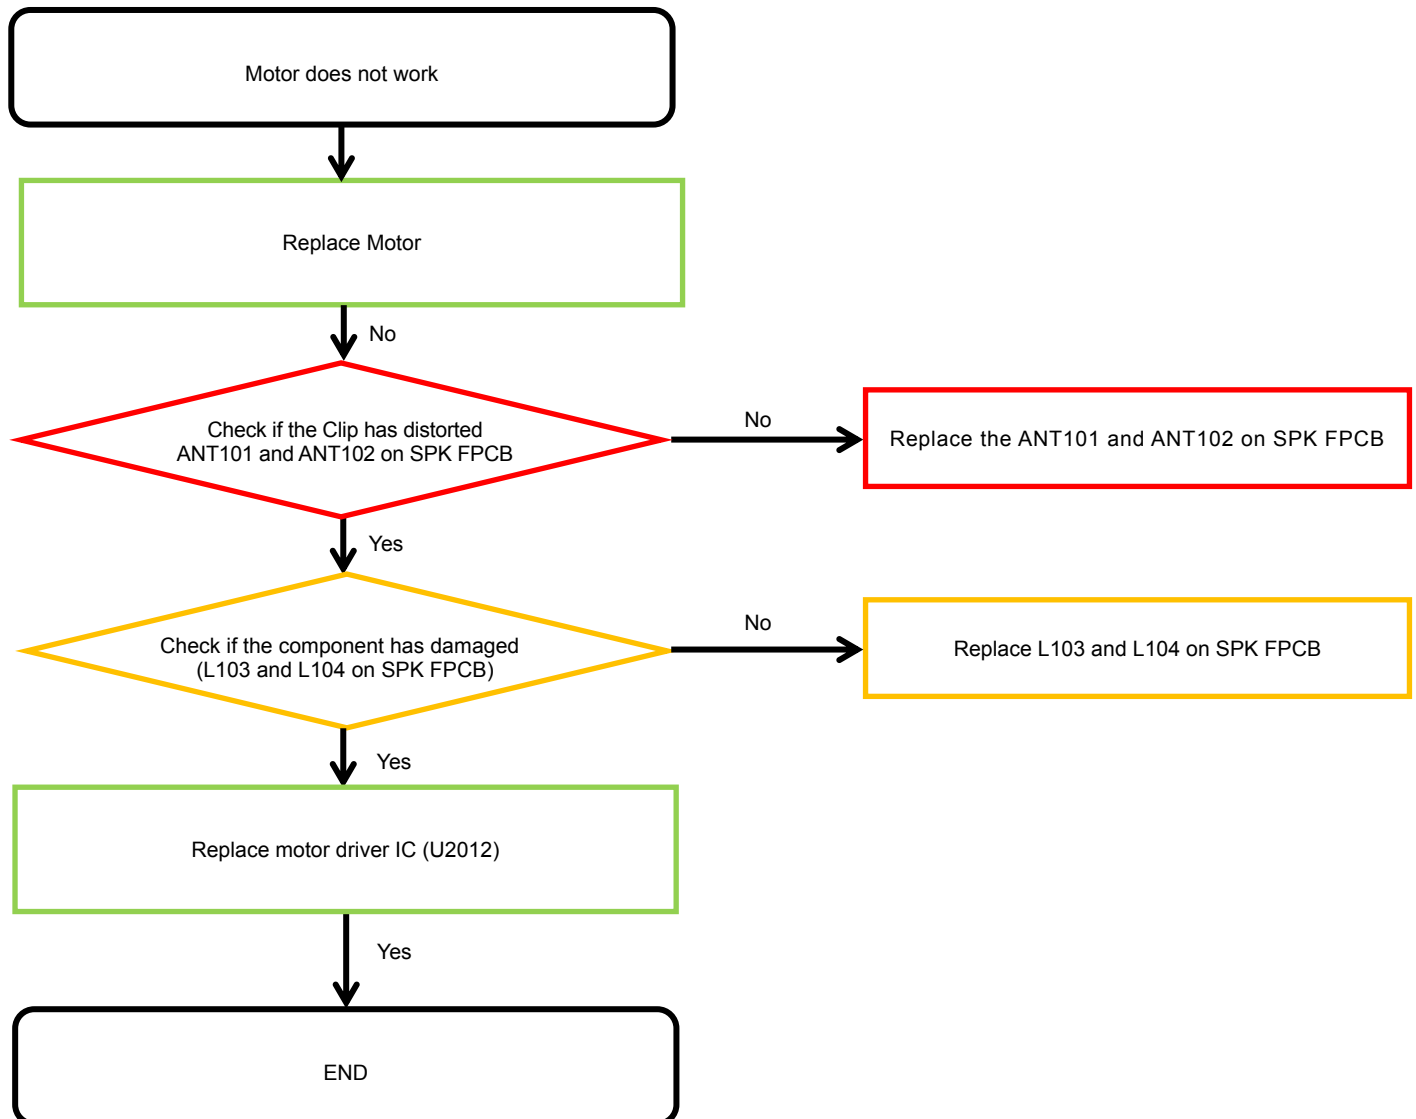 Motor does not work
Replace Motor
No
Check if the Clip has distorted
ANT101 and ANT102 on SPK FPCB
No
Replace the ANT101 and ANT102 on SPK FPCB
Yes
Check if the component has damaged
(L103 and L104 on SPK FPCB)
No
Replace L103 and L104 on SPK FPCB
Yes
Replace motor driver IC (U2012)
Yes
END